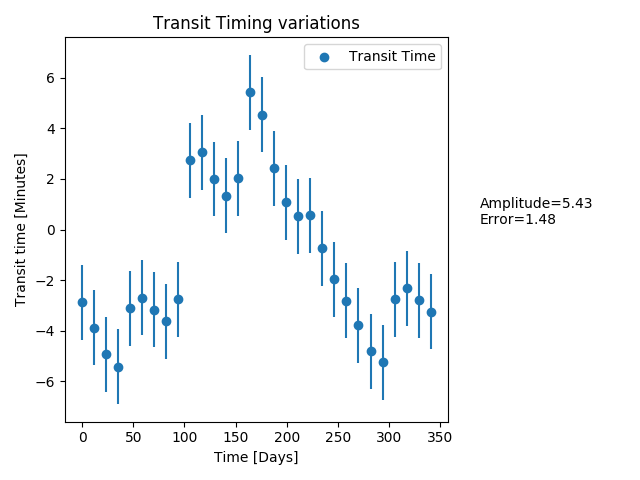 Transit Timing variations
Transit Time
6
4
2
0
−2
−4
−6
Transit time [Minutes]
Amplitude=5.43
Error=1.48
0 50 100 150 200 250 300 350
Time [Days]